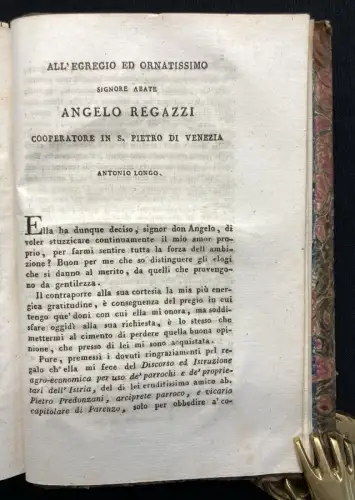 ALL'EGREGIO ED ORNATISSIMO
SIGNORE ABATE
ANGELO REGAZZI
COOPERATORE IN S. PIETRO DI VENEZIA
ANTONIO LONGO.
Ella ha dunque deciso, signor don Angelo, di
voler stuzzicare continuamente il mio amor pro-
prio, per farmi sentire tutta la forza dell'am-
bizione? Buon per me che so distinguere gli elogi
che si danno al merito, da quelli che provengo-
no da gentilezza.
Il contraporre alla sua cortesia la mia più ener-
gica gratitudine, è conseguenza del pregio in cui
tengo que' doni con cui ella mi onora, ma soddi-
sfare oggidì alla sua richiesta, è lo stesso che
mettermi al cimento di perdere quella buona opi-
nione, che presso di lei mi sono acquistata.
Pure, premessi i dovuti ringraziamenti pel re-
galo ch'ella mi fece del Discorso ed Istruzione
agro-economica per uso de' parrochi e de' proprie-
tari dell'Istria, del di lei eruditissimo amico ab.
Pietro Predonzani, arciprete parroco, e vicario
capitolare di Parenzo, solo per obbedire a' co-